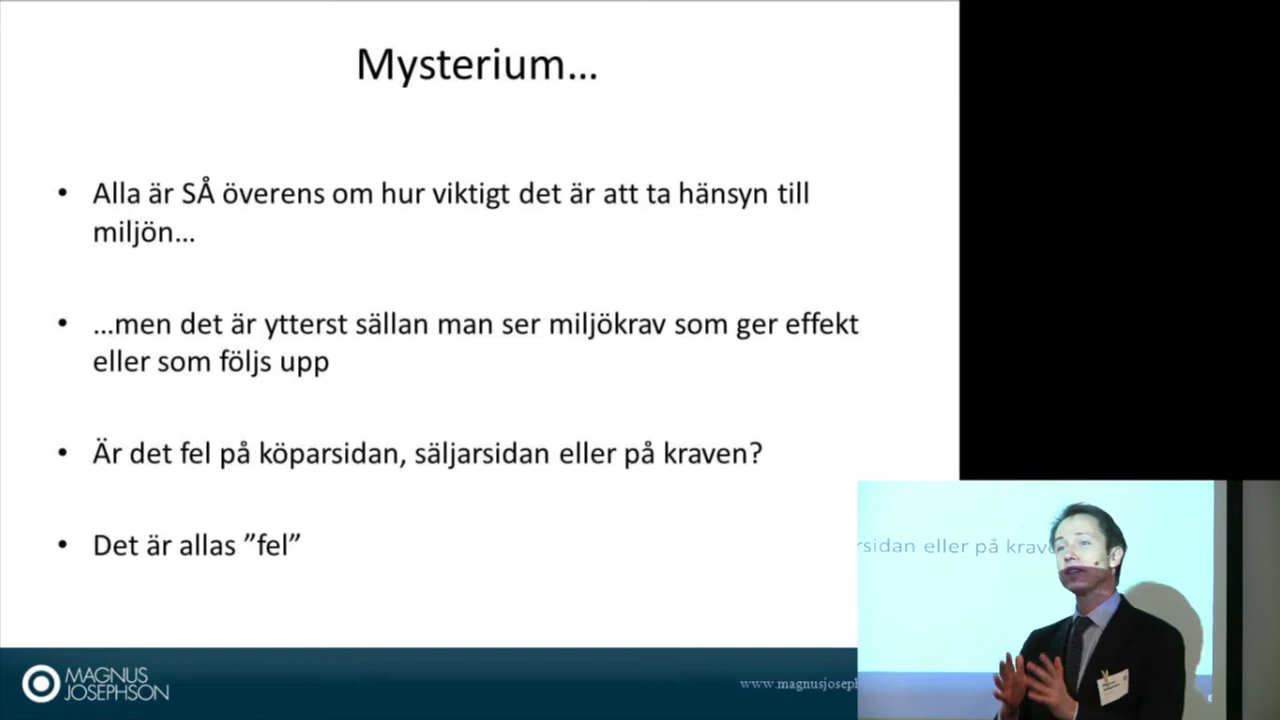 Mysterium...
• Alla är SÅ överens om hur viktigt det är att ta hänsyn till
miljön...
• ...men det är ytterst sällan man ser miljökrav som ger effekt
eller som följs upp
• Är det fel på köparsidan, säljarsidan eller på kraven?
• Det är allas ”fel”
rsidan eller på krav
MAGNUS
JOSEPHSON
www.magnusjoseph